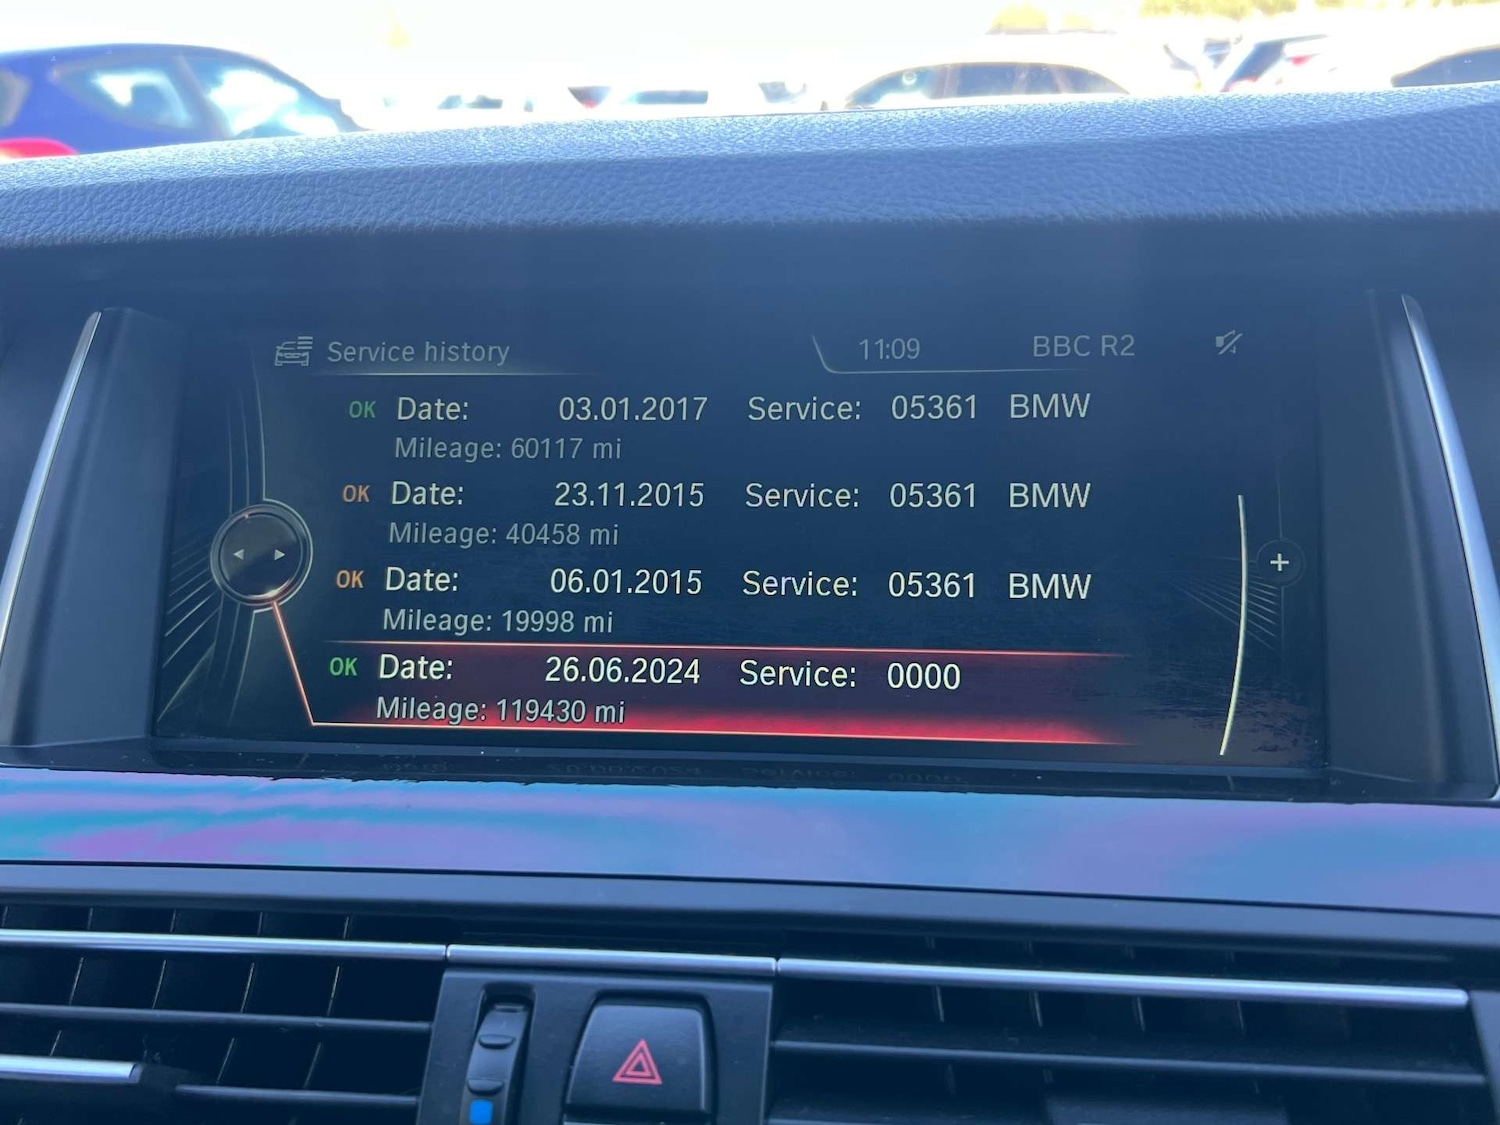 Service history 11:09 BBC R2
OK Date: 03.01.2017 Service: 05361 BMW
Mileage: 60117 mi
OK Date: 23.11.2015 Service: 05361 BMW
Mileage: 40458 mi
OK Date: 06.01.2015 Service: 05361 BMW
Mileage: 19998 mi
OK Date: 26.06.2024 Service: 0000
Mileage: 119430 mi